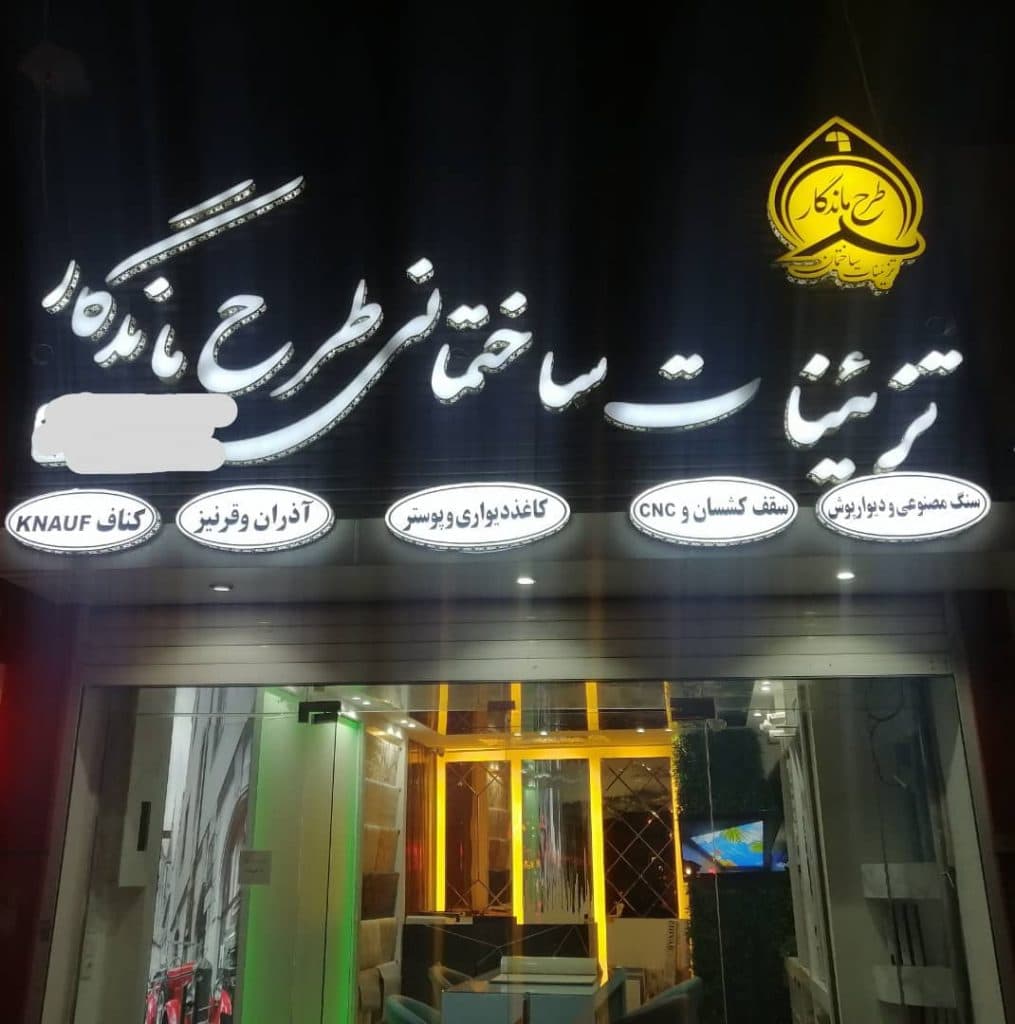 طرح ماندگار
تزئینات ساختمانی
تزئینات ساختمانی طرح ماندگار
سنگ مصنوعی و دیوارپوش
سقف کشسان و CNC
کاغذدیواری و پوستر
آذران وقرنیز
کناف KNAUF